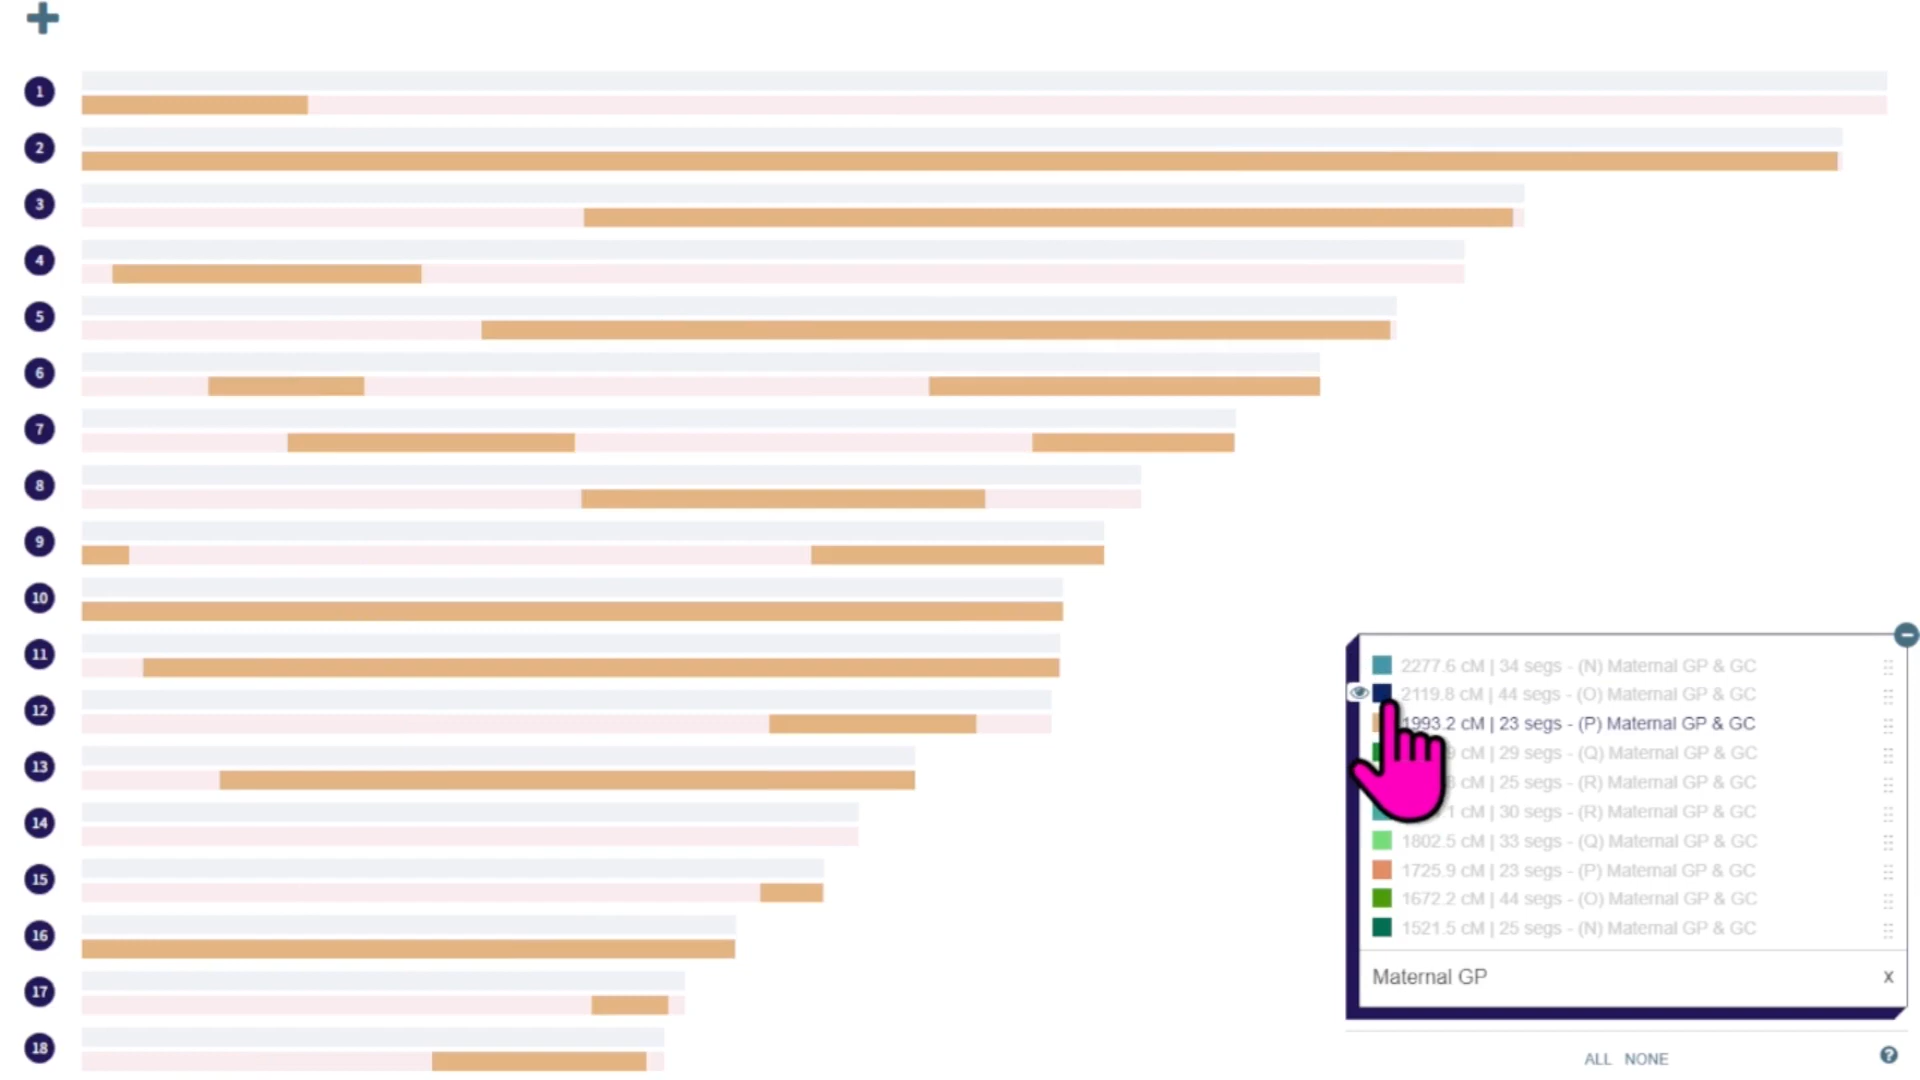 1
2
3
4
5
6
7
8
9
10
11
12
13
14
15
16
17
18
2277.6 cM | 34 segs - (N) Maternal GP & GC
2119.8 cM | 44 segs - (O) Maternal GP & GC
1993.2 cM | 23 segs - (P) Maternal GP & GC
29 segs - (Q) Maternal GP & GC
25 segs - (R) Maternal GP & GC
30 segs - (R) Maternal GP & GC
1802.5 cM | 33 segs - (Q) Maternal GP & GC
1725.9 cM | 23 segs - (P) Maternal GP & GC
1672.2 cM | 44 segs - (O) Maternal GP & GC
1521.5 cM | 25 segs - (N) Maternal GP & GC
Maternal GP x
ALL NONE ?